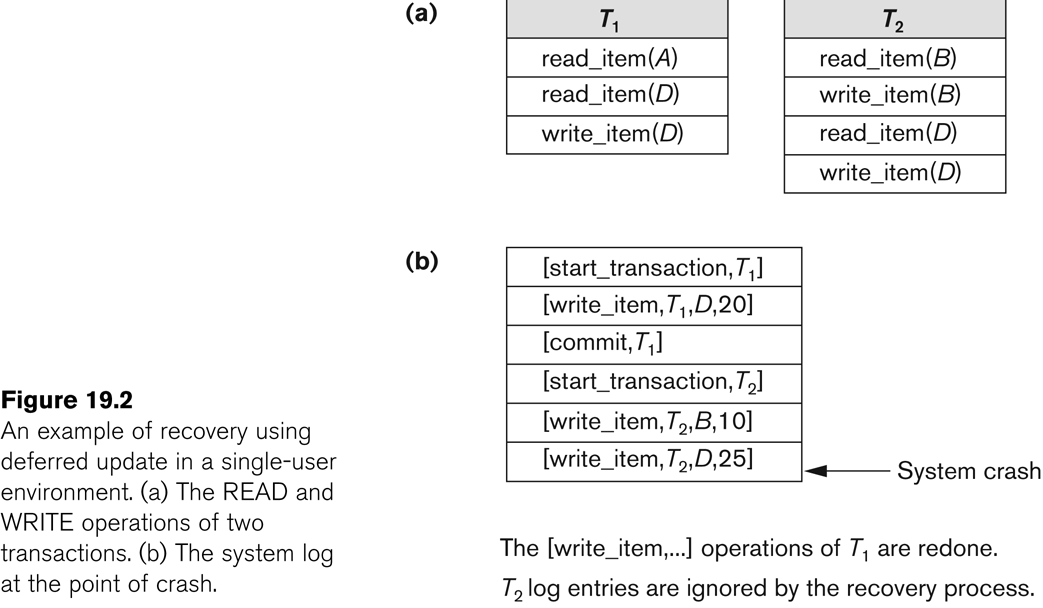 (a)
T1
read_item(A)
read_item(D)
write_item(D)
T2
read_item(B)
write_item(B)
read_item(D)
write_item(D)
(b)
[start_transaction,T1]
[write_item,T1,D,20]
[commit,T1]
[start_transaction,T2]
[write_item,T2,B,10]
[write_item,T2,D,25]
System crash
The [write_item,...] operations of T1 are redone.
T2 log entries are ignored by the recovery process.
Figure 19.2
An example of recovery using
deferred update in a single-user
environment. (a) The READ and
WRITE operations of two
transactions. (b) The system log
at the point of crash.